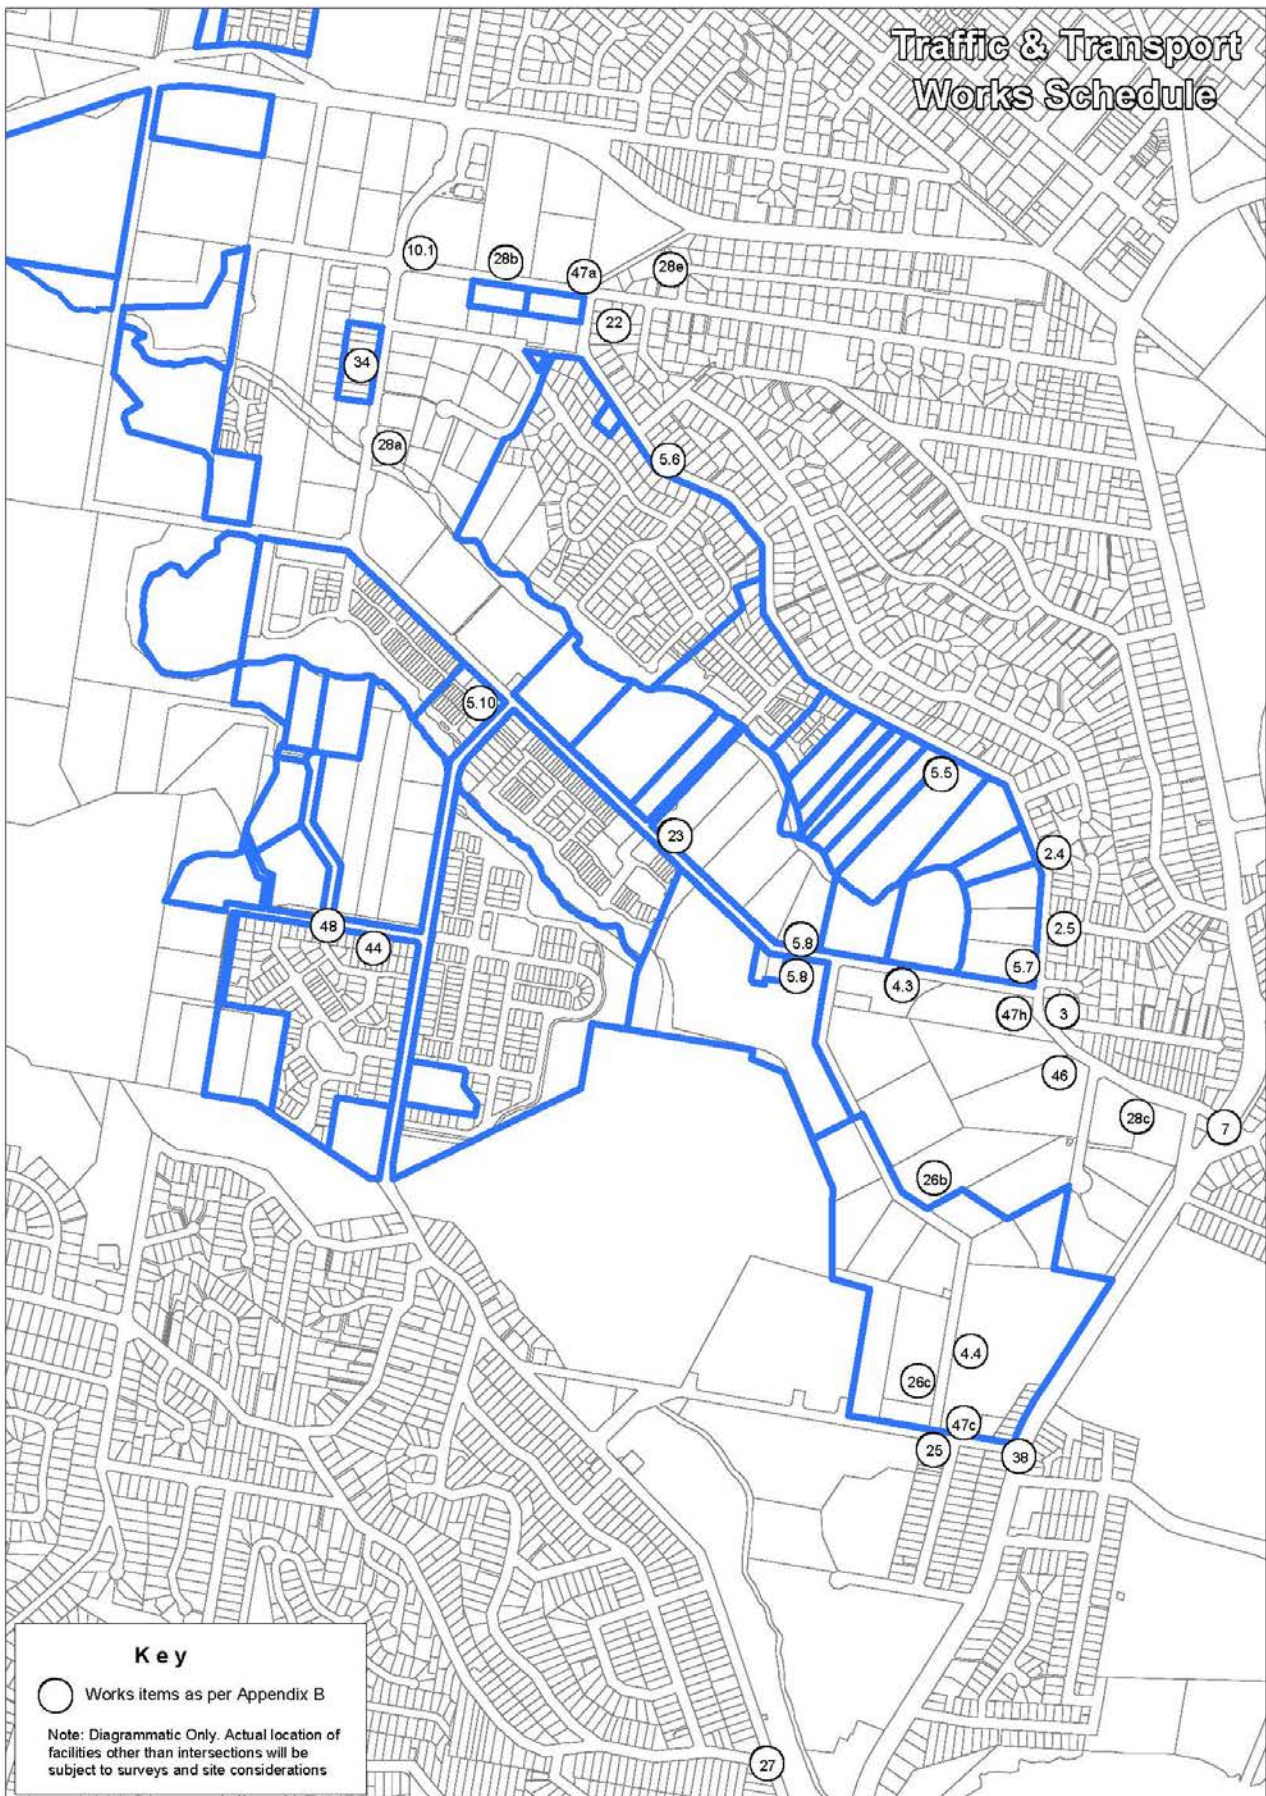 Traffic & Transport
Works Schedule
10.1
28b
47a
28e
22
34
28a
5.6
5.10
5.5
23
2.4
48
44
5.8
2.5
5.8
5.7
4.3
47h
3
46
28c
7
26b
4.4
26c
47c
25
38
27
Key
Works items as per Appendix B
Note: Diagrammatic Only. Actual location of
facilities other than intersections will be
subject to surveys and site considerations